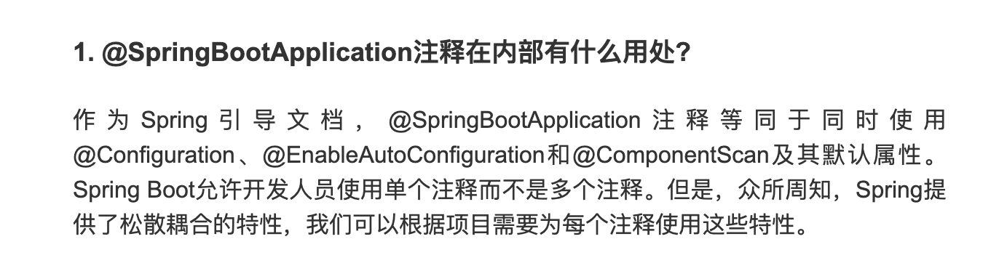 1. @SpringBootApplication注释在内部有什么用处?
作为Spring引导文档，@SpringBootApplication注释等同于同时使用
@Configuration、@EnableAutoConfiguration和@ComponentScan及其默认属性。
Spring Boot允许开发人员使用单个注释而不是多个注释。但是，众所周知，Spring提
供了松散耦合的特性，我们可以根据项目需要为每个注释使用这些特性。